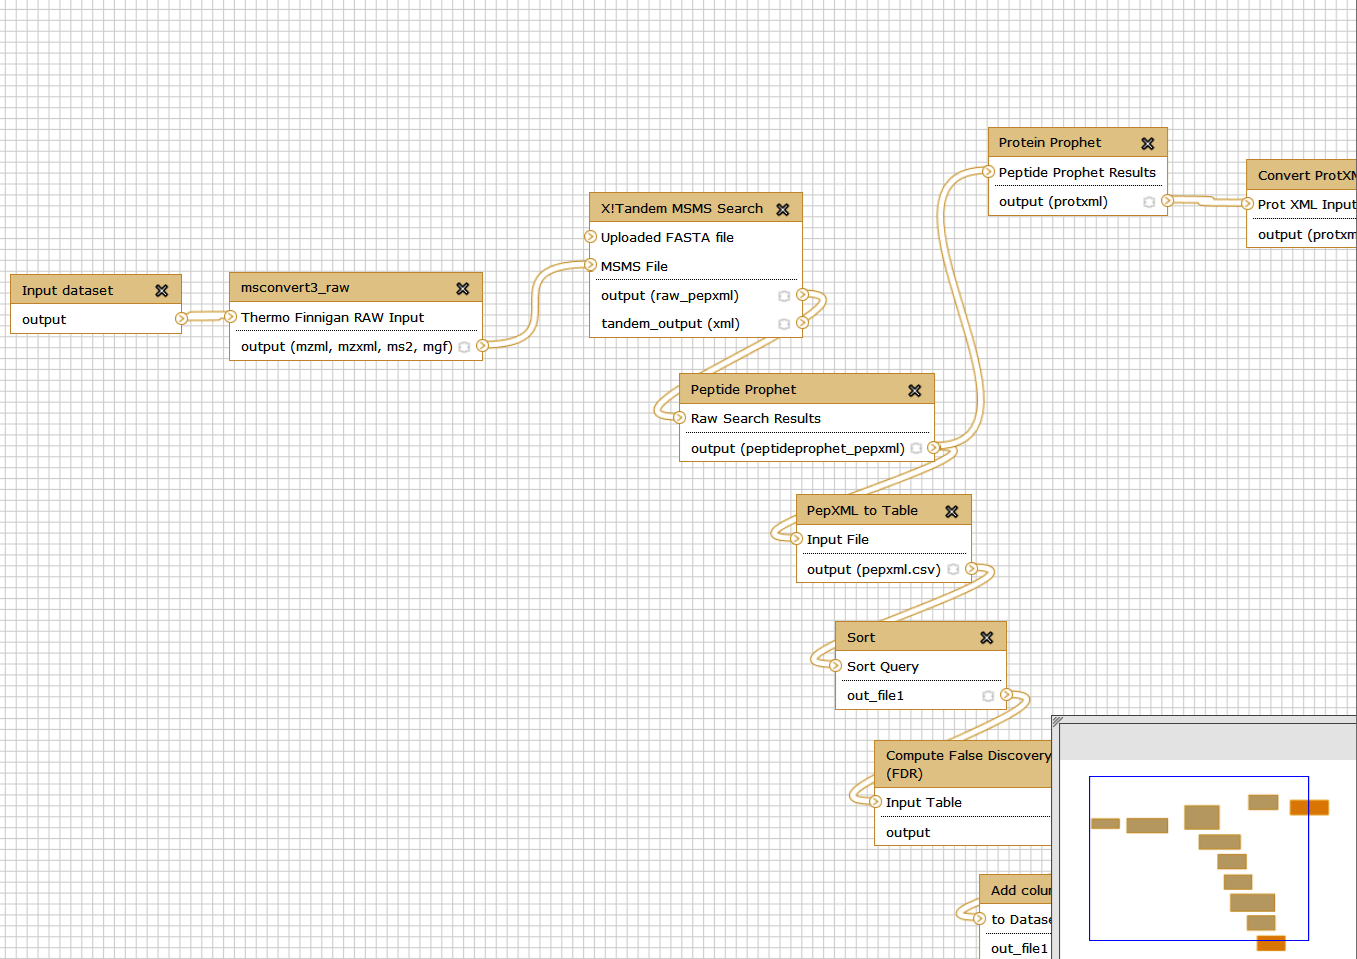 Input dataset
output
msconvert3_raw
Thermo Finnigan RAW Input
output (mzml, mzxml, ms2, mgf)
X!Tandem MSMS Search
Uploaded FASTA file
MSMS File
output (raw_pepxml)
tandem_output (xml)
Peptide Prophet
Raw Search Results
output (peptideprophet_pepxml)
Protein Prophet
Peptide Prophet Results
output (protxml)
Convert ProtXM
Prot XML Input
output (protxm
PepXML to Table
Input File
output (pepxml.csv)
Sort
Sort Query
out_file1
Compute False Discovery
(FDR)
Input Table
output
Add colu
to Datase
out_file1